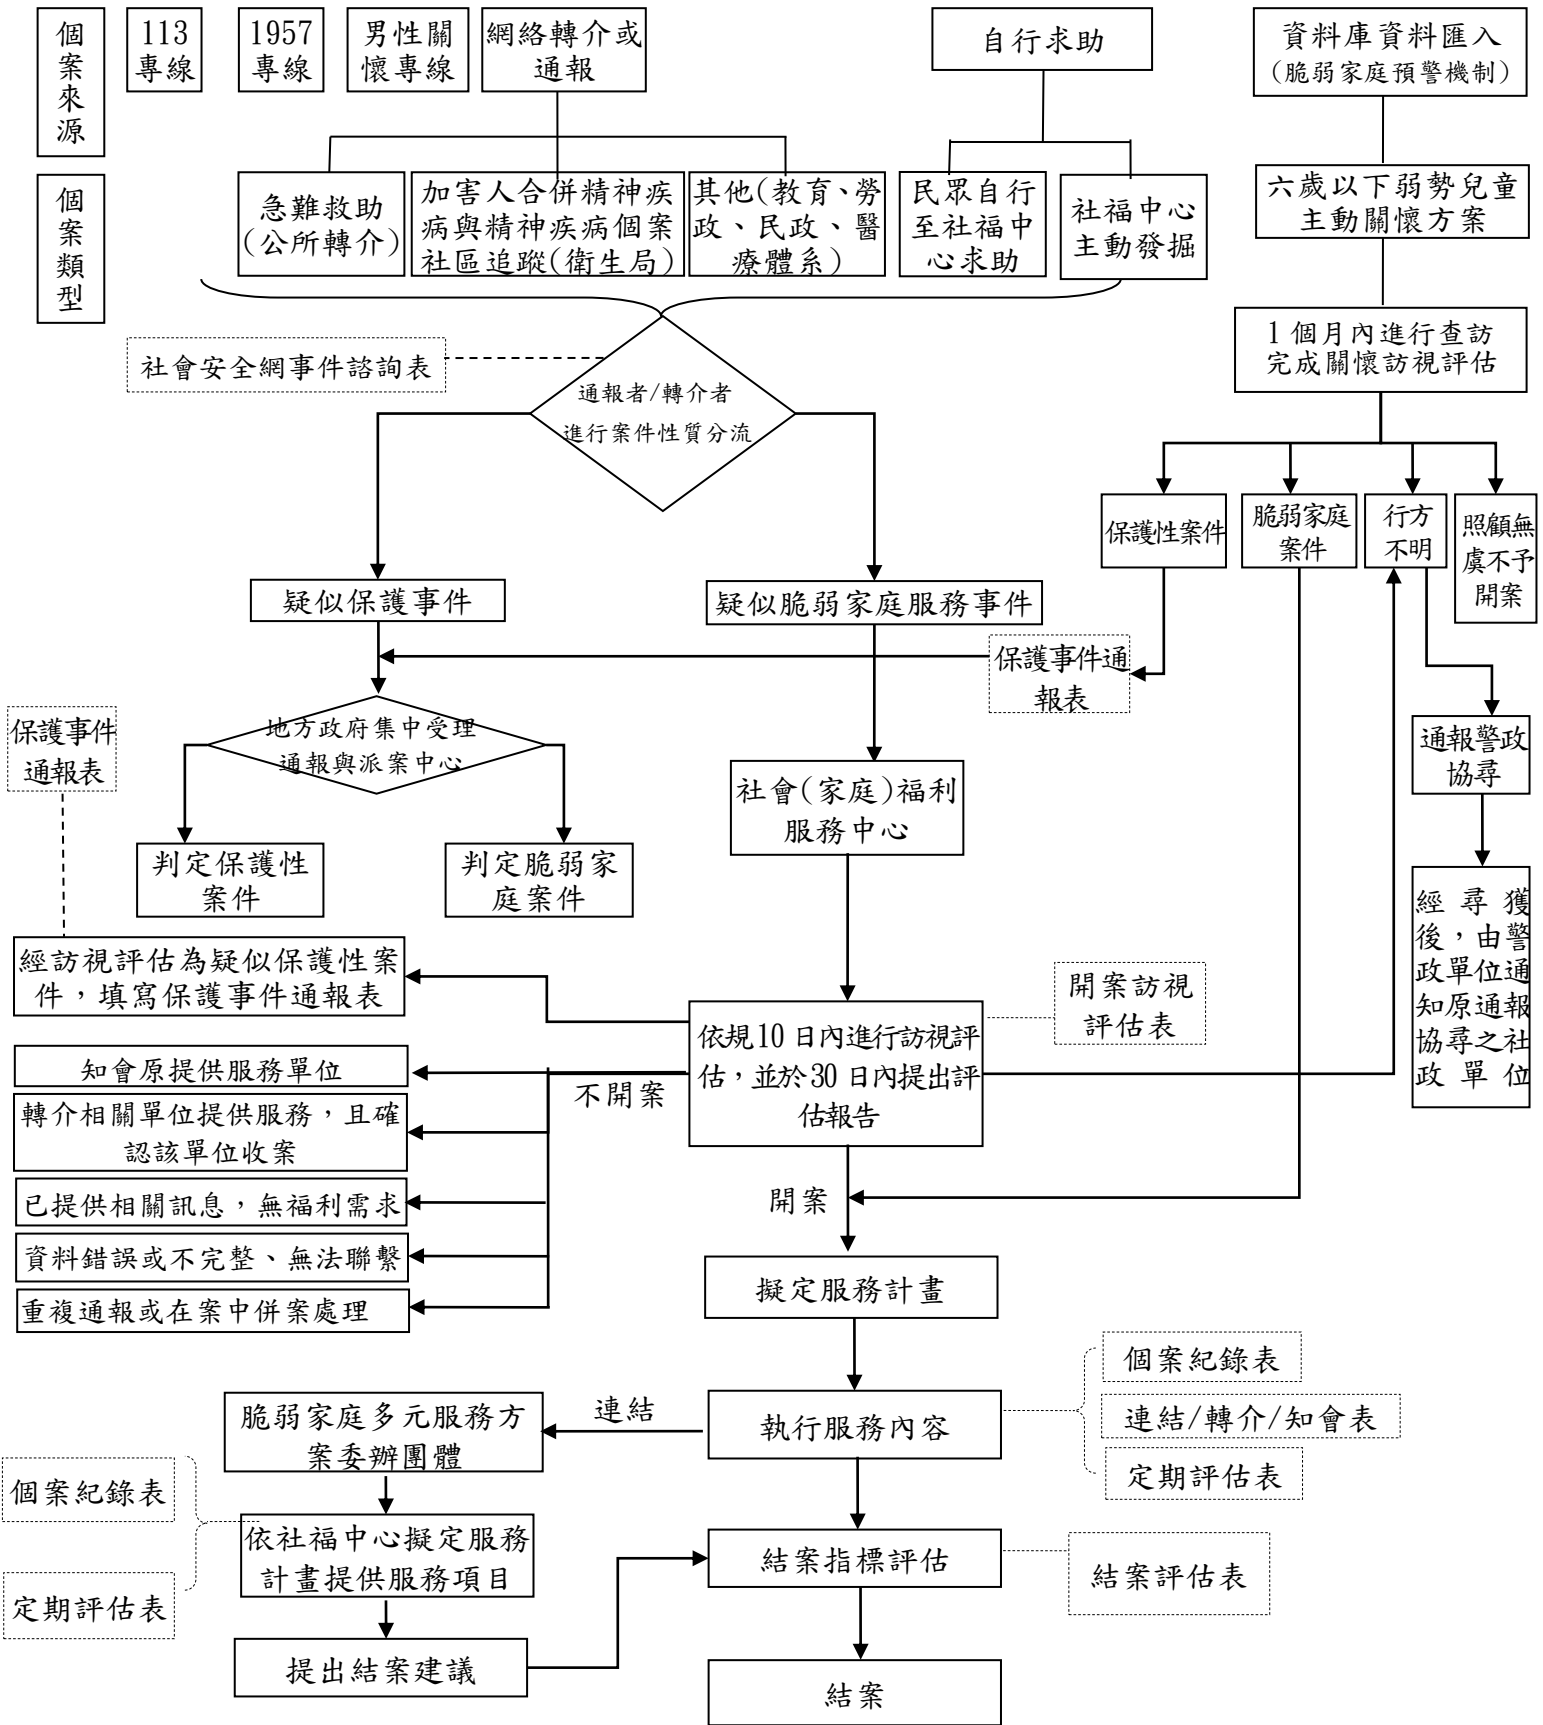 個案來源
113
專線
1957
專線
男性關
懷專線
網絡轉介或
通報
自行求助
資料庫資料匯入
(脆弱家庭預警機制)
個案類型
急難救助
(公所轉介)
加害人合併精神疾
病與精神疾病個案
社區追蹤(衛生局)
其他(教育、勞
政、民政、醫
療體系)
民眾自行
至社福中
心求助
社福中心
主動發掘
六歲以下弱勢兒童
主動關懷方案
社會安全網事件諮詢表
通報者/轉介者
進行案件性質分流
1 個月內進行查訪
完成關懷訪視評估
保護性案件
脆弱家庭
案件
行方
不明
照顧無
虞不予
開案
疑似保護事件
疑似脆弱家庭服務事件
保護事件通
報表
保護事件
通報表
地方政府集中受理
通報與派案中心
社會(家庭)福利
服務中心
通報警政
協尋
判定保護性
案件
判定脆弱家
庭案件
經尋獲
後，由警
政單位通
知原通報
協尋之社
政單位
經訪視評估為疑似保護性案
件，填寫保護事件通報表
開案訪視
評估表
依規10 日內進行訪視評
估，並於30 日內提出評
估報告
知會原提供服務單位
不開案
轉介相關單位提供服務，且確
認該單位收案
已提供相關訊息，無福利需求
開案
資料錯誤或不完整、無法聯繫
重複通報或在案中併案處理
擬定服務計畫
個案紀錄表
脆弱家庭多元服務方
案委辦團體
連結
執行服務內容
連結/轉介/知會表
定期評估表
個案紀錄表
依社福中心擬定服務
計畫提供服務項目
結案指標評估
結案評估表
定期評估表
提出結案建議
結案